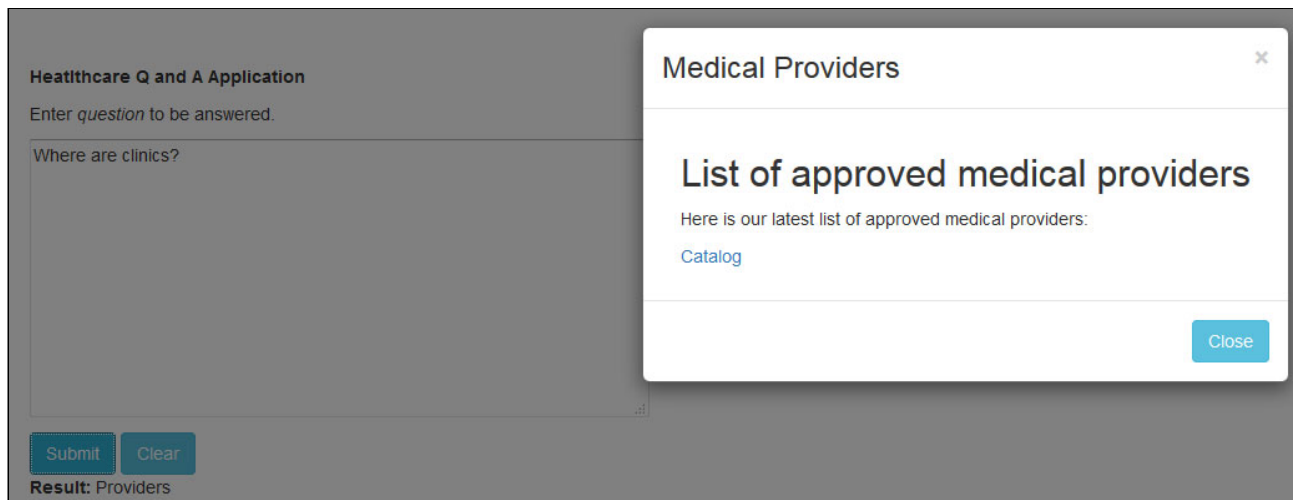 Heatlthcare Q and A Application
Enter question to be answered.
Where are clinics?
Submit Clear
Result: Providers
Medical Providers ×
List of approved medical providers
Here is our latest list of approved medical providers:
Catalog
Close